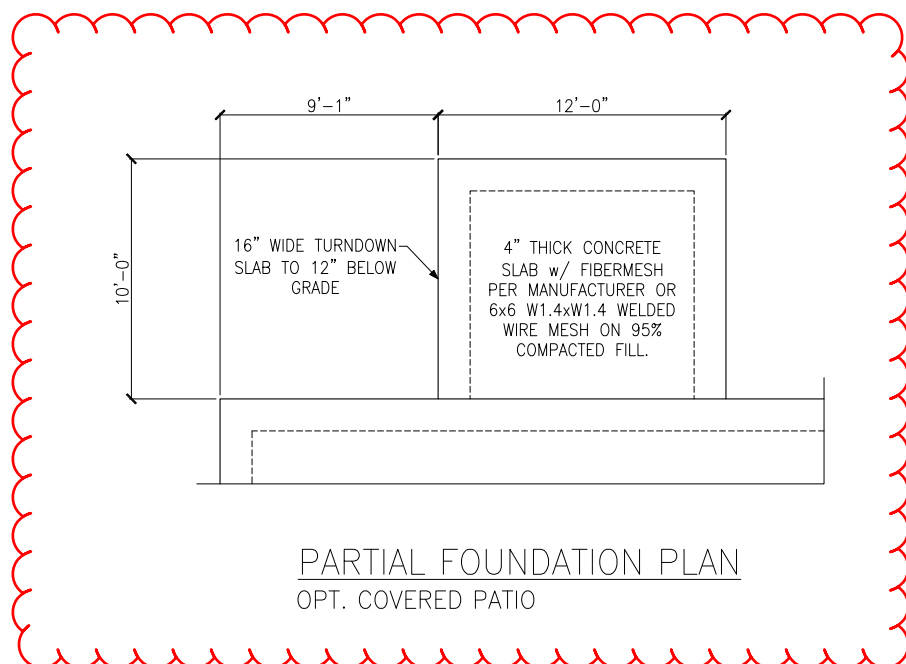 9'-1"
12'-0"
10'-0"
16" WIDE TURNDOWN
SLAB TO 12" BELOW
GRADE
4" THICK CONCRETE
SLAB w/ FIBERMESH
PER MANUFACTURER OR
6x6 W1.4xW1.4 WELDED
WIRE MESH ON 95%
COMPACTED FILL.
PARTIAL FOUNDATION PLAN
OPT. COVERED PATIO